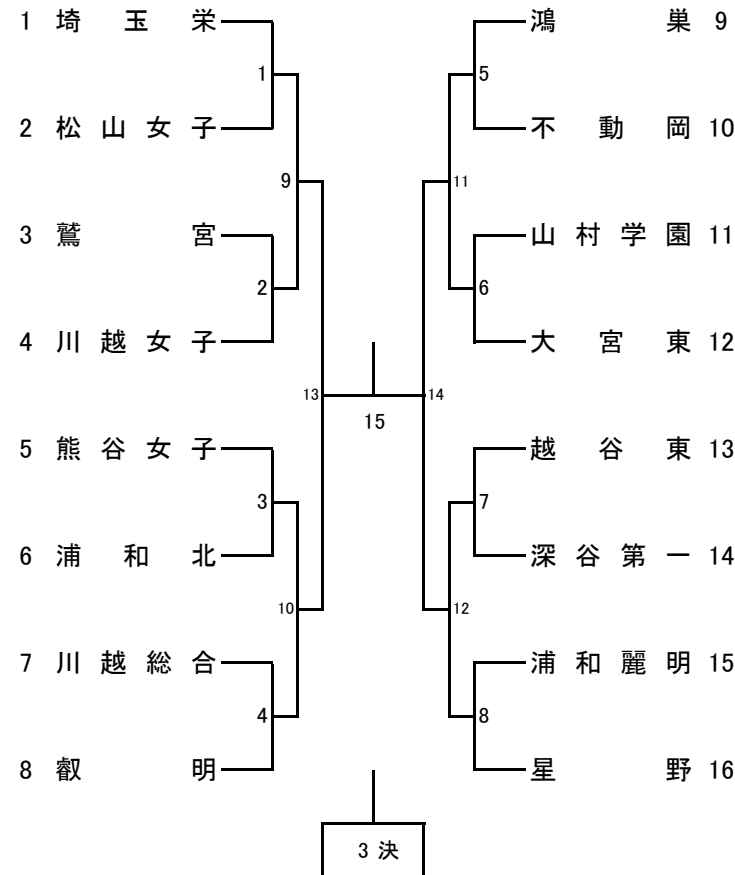 1 埼玉栄
1
2 松山女子
9
3 鷲宮
2
4 川越女子
13
5 熊谷女子
3
6 浦和北
10
7 川越総合
4
8 叡明
15
鴻巣 9
5
不動岡 10
11
山村学園 11
6
大宮東 12
14
越谷東 13
7
深谷第一 14
12
浦和麗明 15
8
星野 16
3決